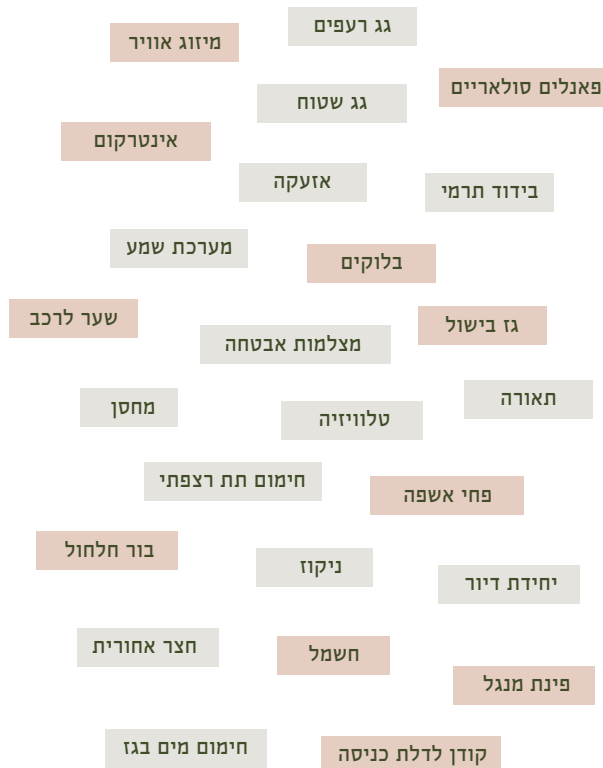 גג רעפים
מיזוג אוויר
פאנלים סולאריים
גג שטוח
אינטרקום
אזעקה
בידוד תרמי
מערכת שמע
בלוקים
שער לרכב
גז בישול
מצלמות אבטחה
תאורה
מחסן
טלוויזיה
חימום תת רצפתי
פחי אשפה
בור חלחול
ניקוז
יחידת דיור
חצר אחורית
חשמל
פינת מנגל
חימום מים בגז
קודן לדלת כניסה